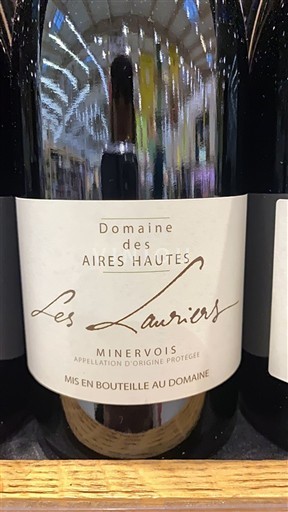 Domaine
des
AIRES HAUTES
Les Lauriers
MINERVOIS
APPELLATION D'ORIGINE PROTÉGÉE
MIS EN BOUTEILLE AU DOMAINE